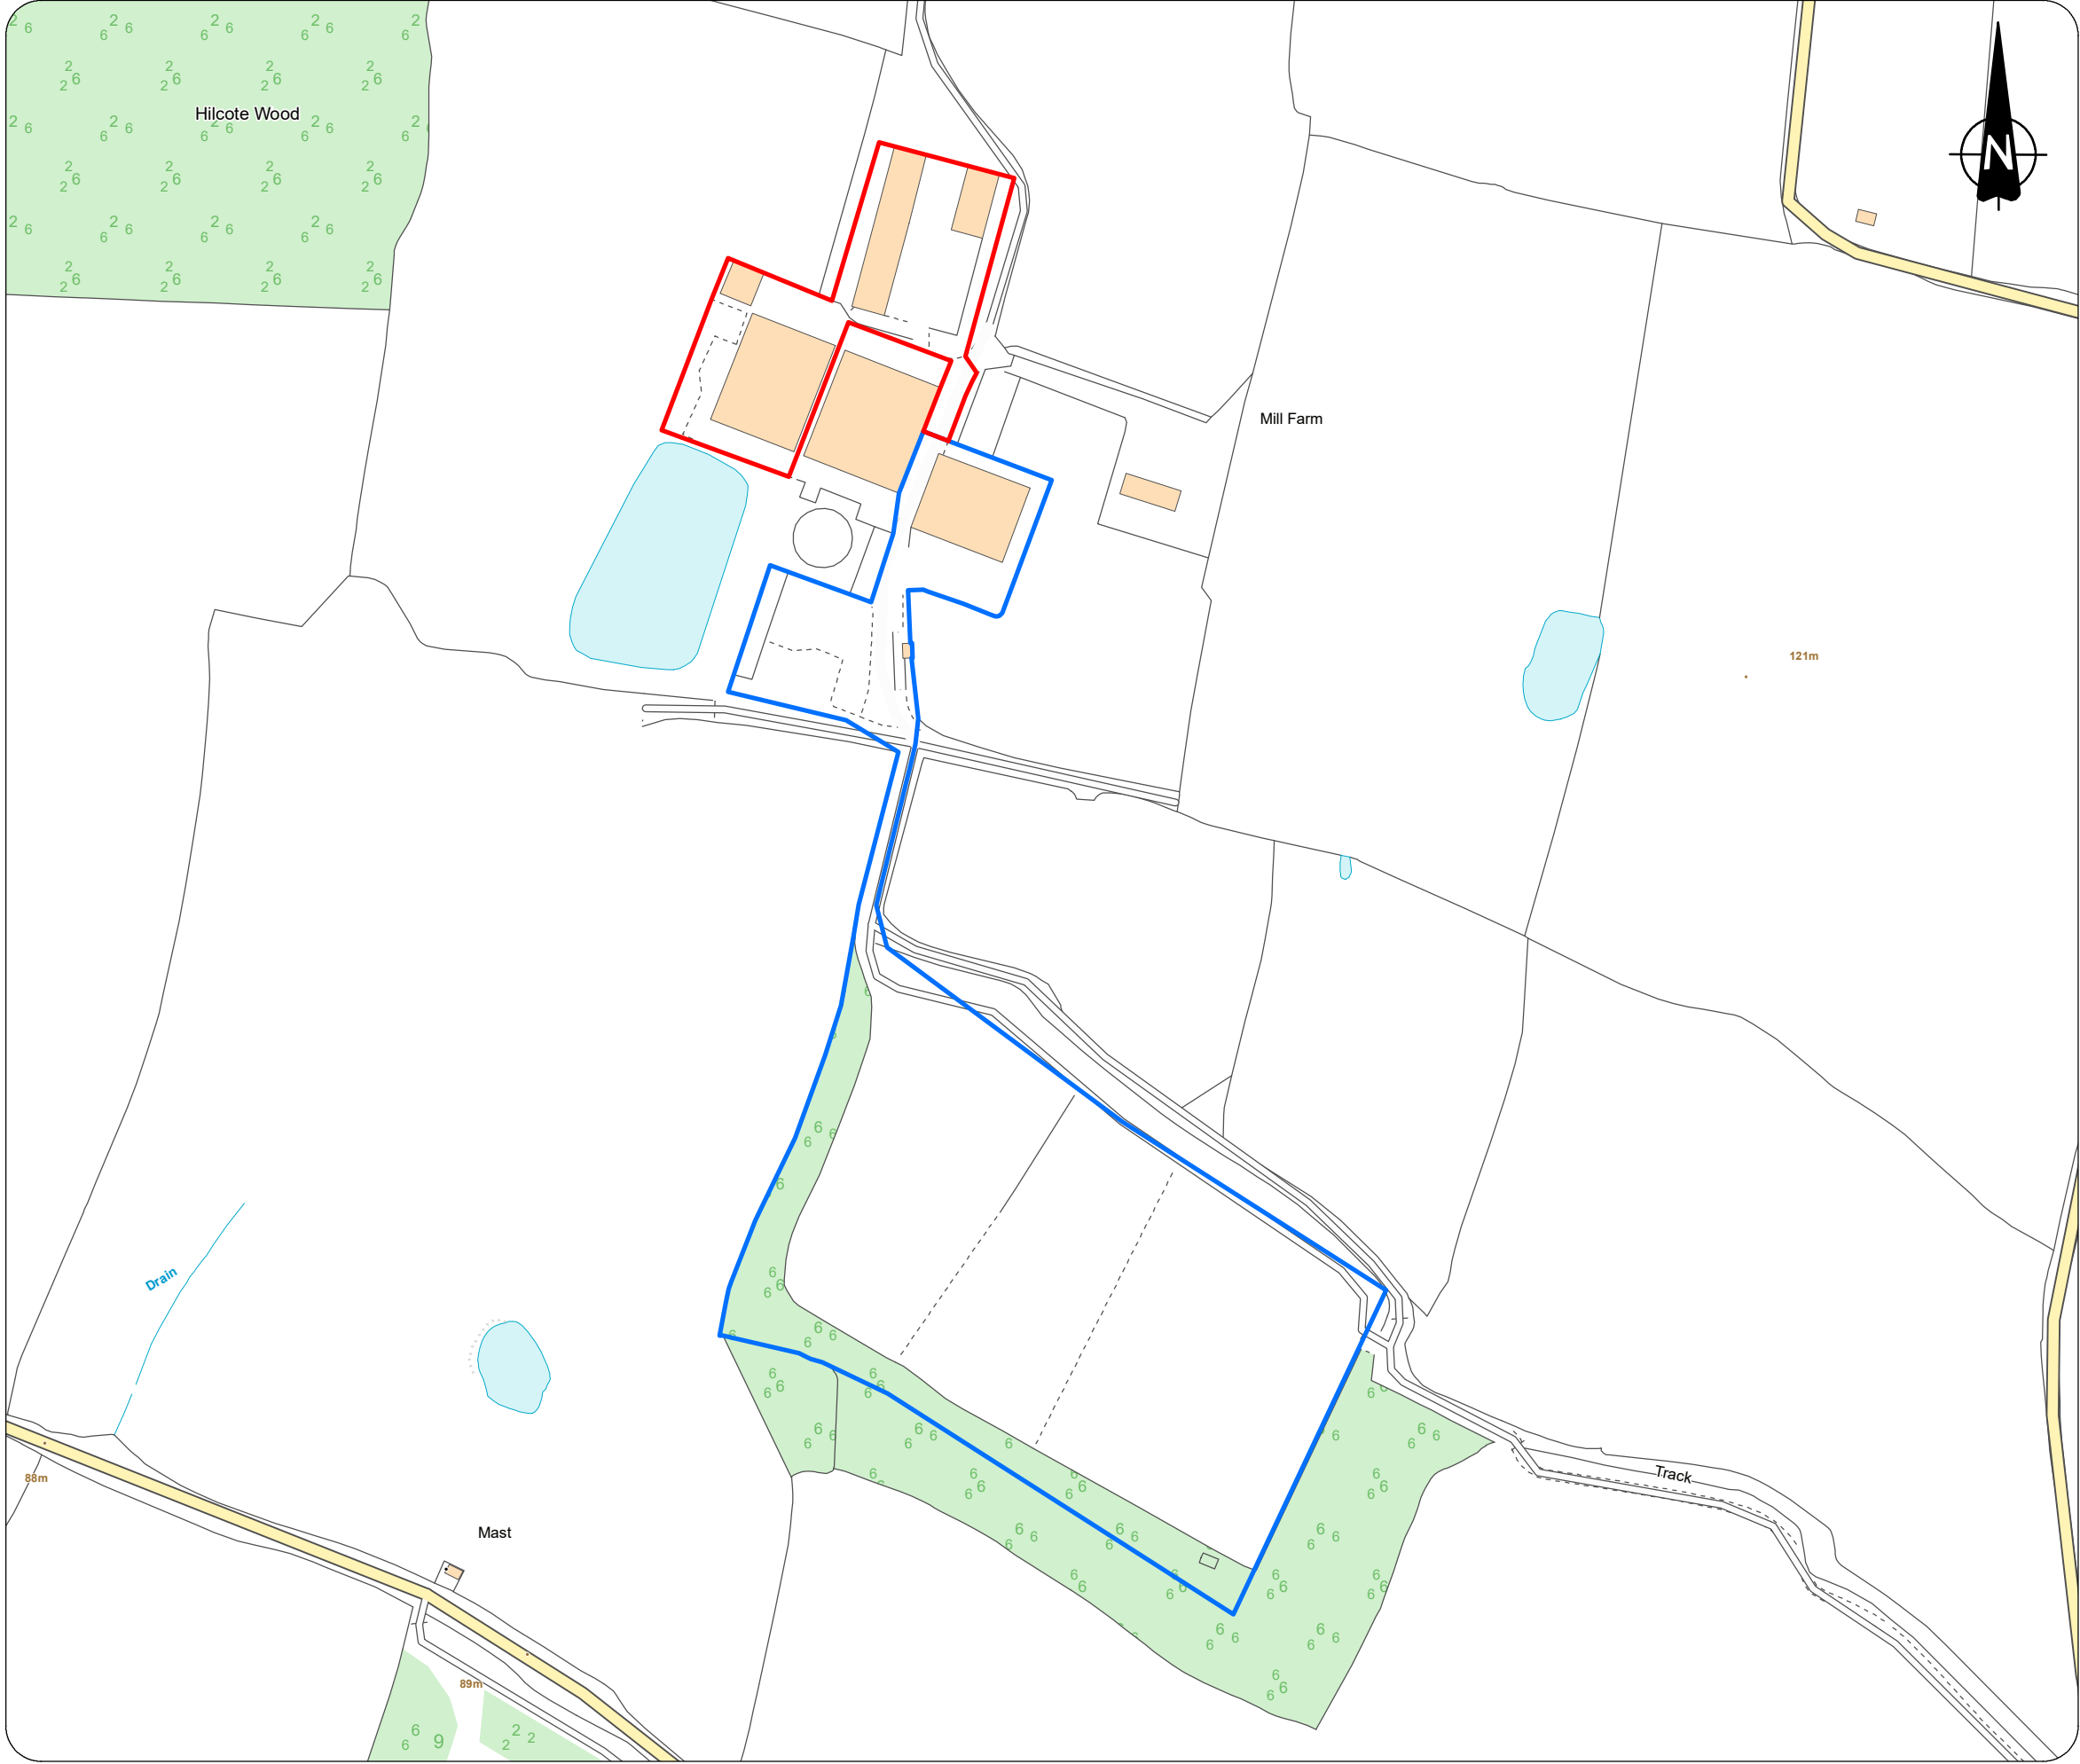 Hilcote Wood
N
Mill Farm
121m
Drain
88m
Track
Mast
89m